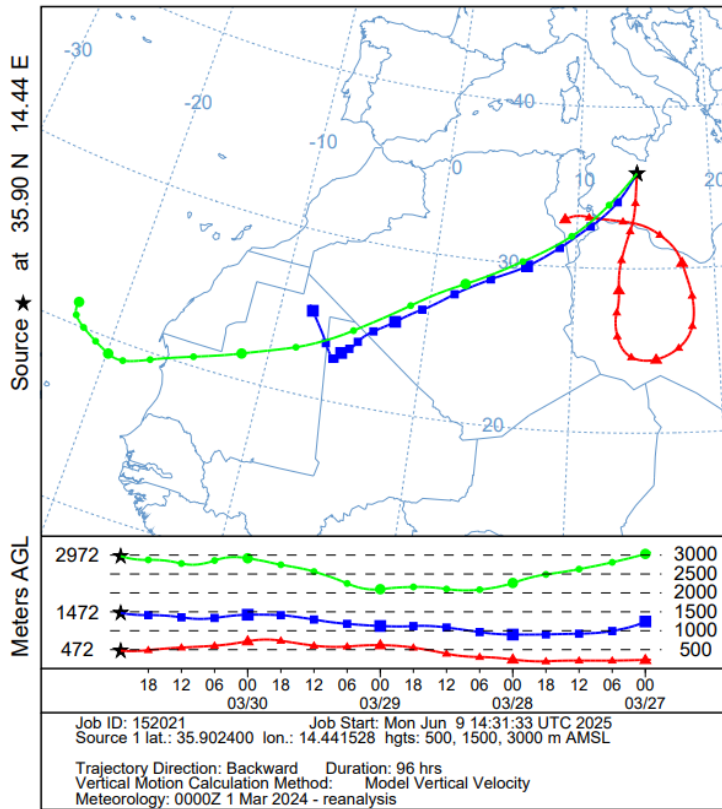 -30
-20
-10
0
10
20
40
30
20
Source ★ at 35.90 N 14.44 E
Meters AGL
2972
1472
472
3000
2500
2000
1500
1000
500
18 12 06 00 18 12 06 00 18 12 06 00 18 12 06 00
03/30 03/29 03/28 03/27
Job ID: 152021 Job Start: Mon Jun 9 14:31:33 UTC 2025
Source 1 lat.: 35.902400 lon.: 14.441528 hgts: 500, 1500, 3000 m AMSL
Trajectory Direction: Backward Duration: 96 hrs
Vertical Motion Calculation Method: Model Vertical Velocity
Meteorology: 0000Z 1 Mar 2024 - reanalysis